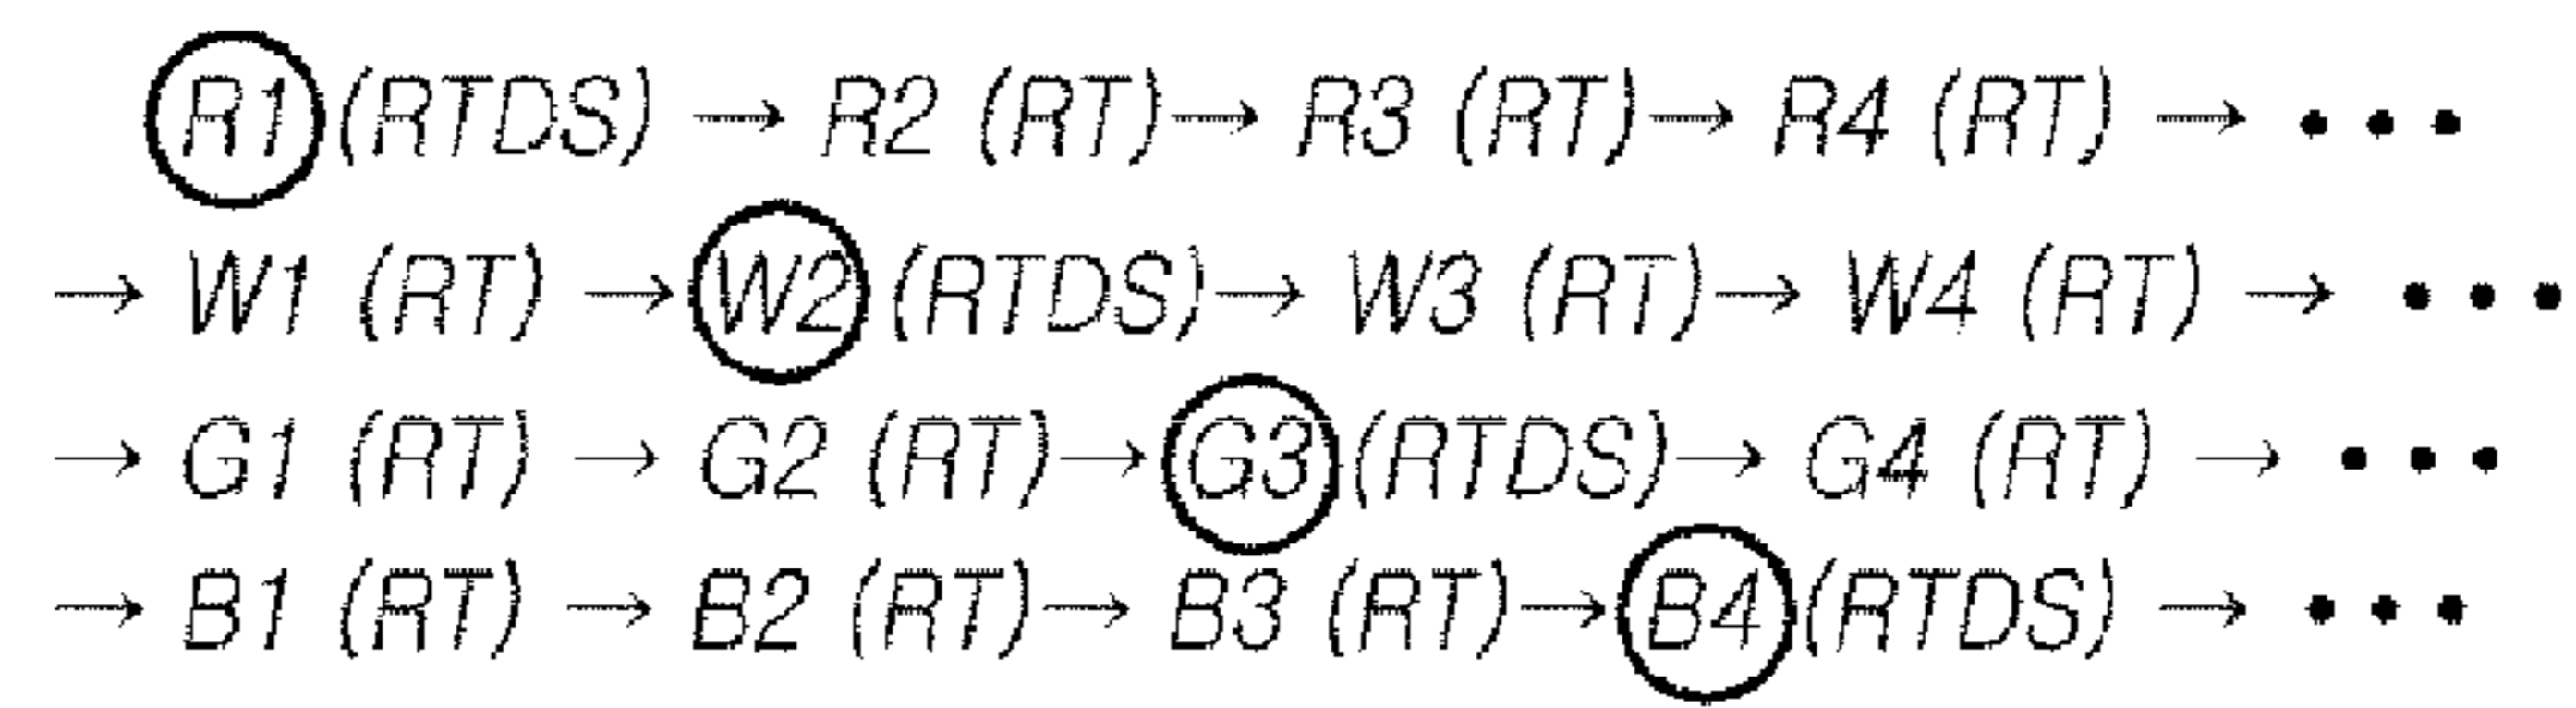 R1 (RTDS) → R2 (RT) → R3 (RT) → R4 (RT) → • • •
→ W1 (RT) → W2 (RTDS) → W3 (RT) → W4 (RT) → • • •
→ G1 (RT) → G2 (RT) → G3 (RTDS) → G4 (RT) → • • •
→ B1 (RT) → B2 (RT) → B3 (RT) → B4 (RTDS) → • • •